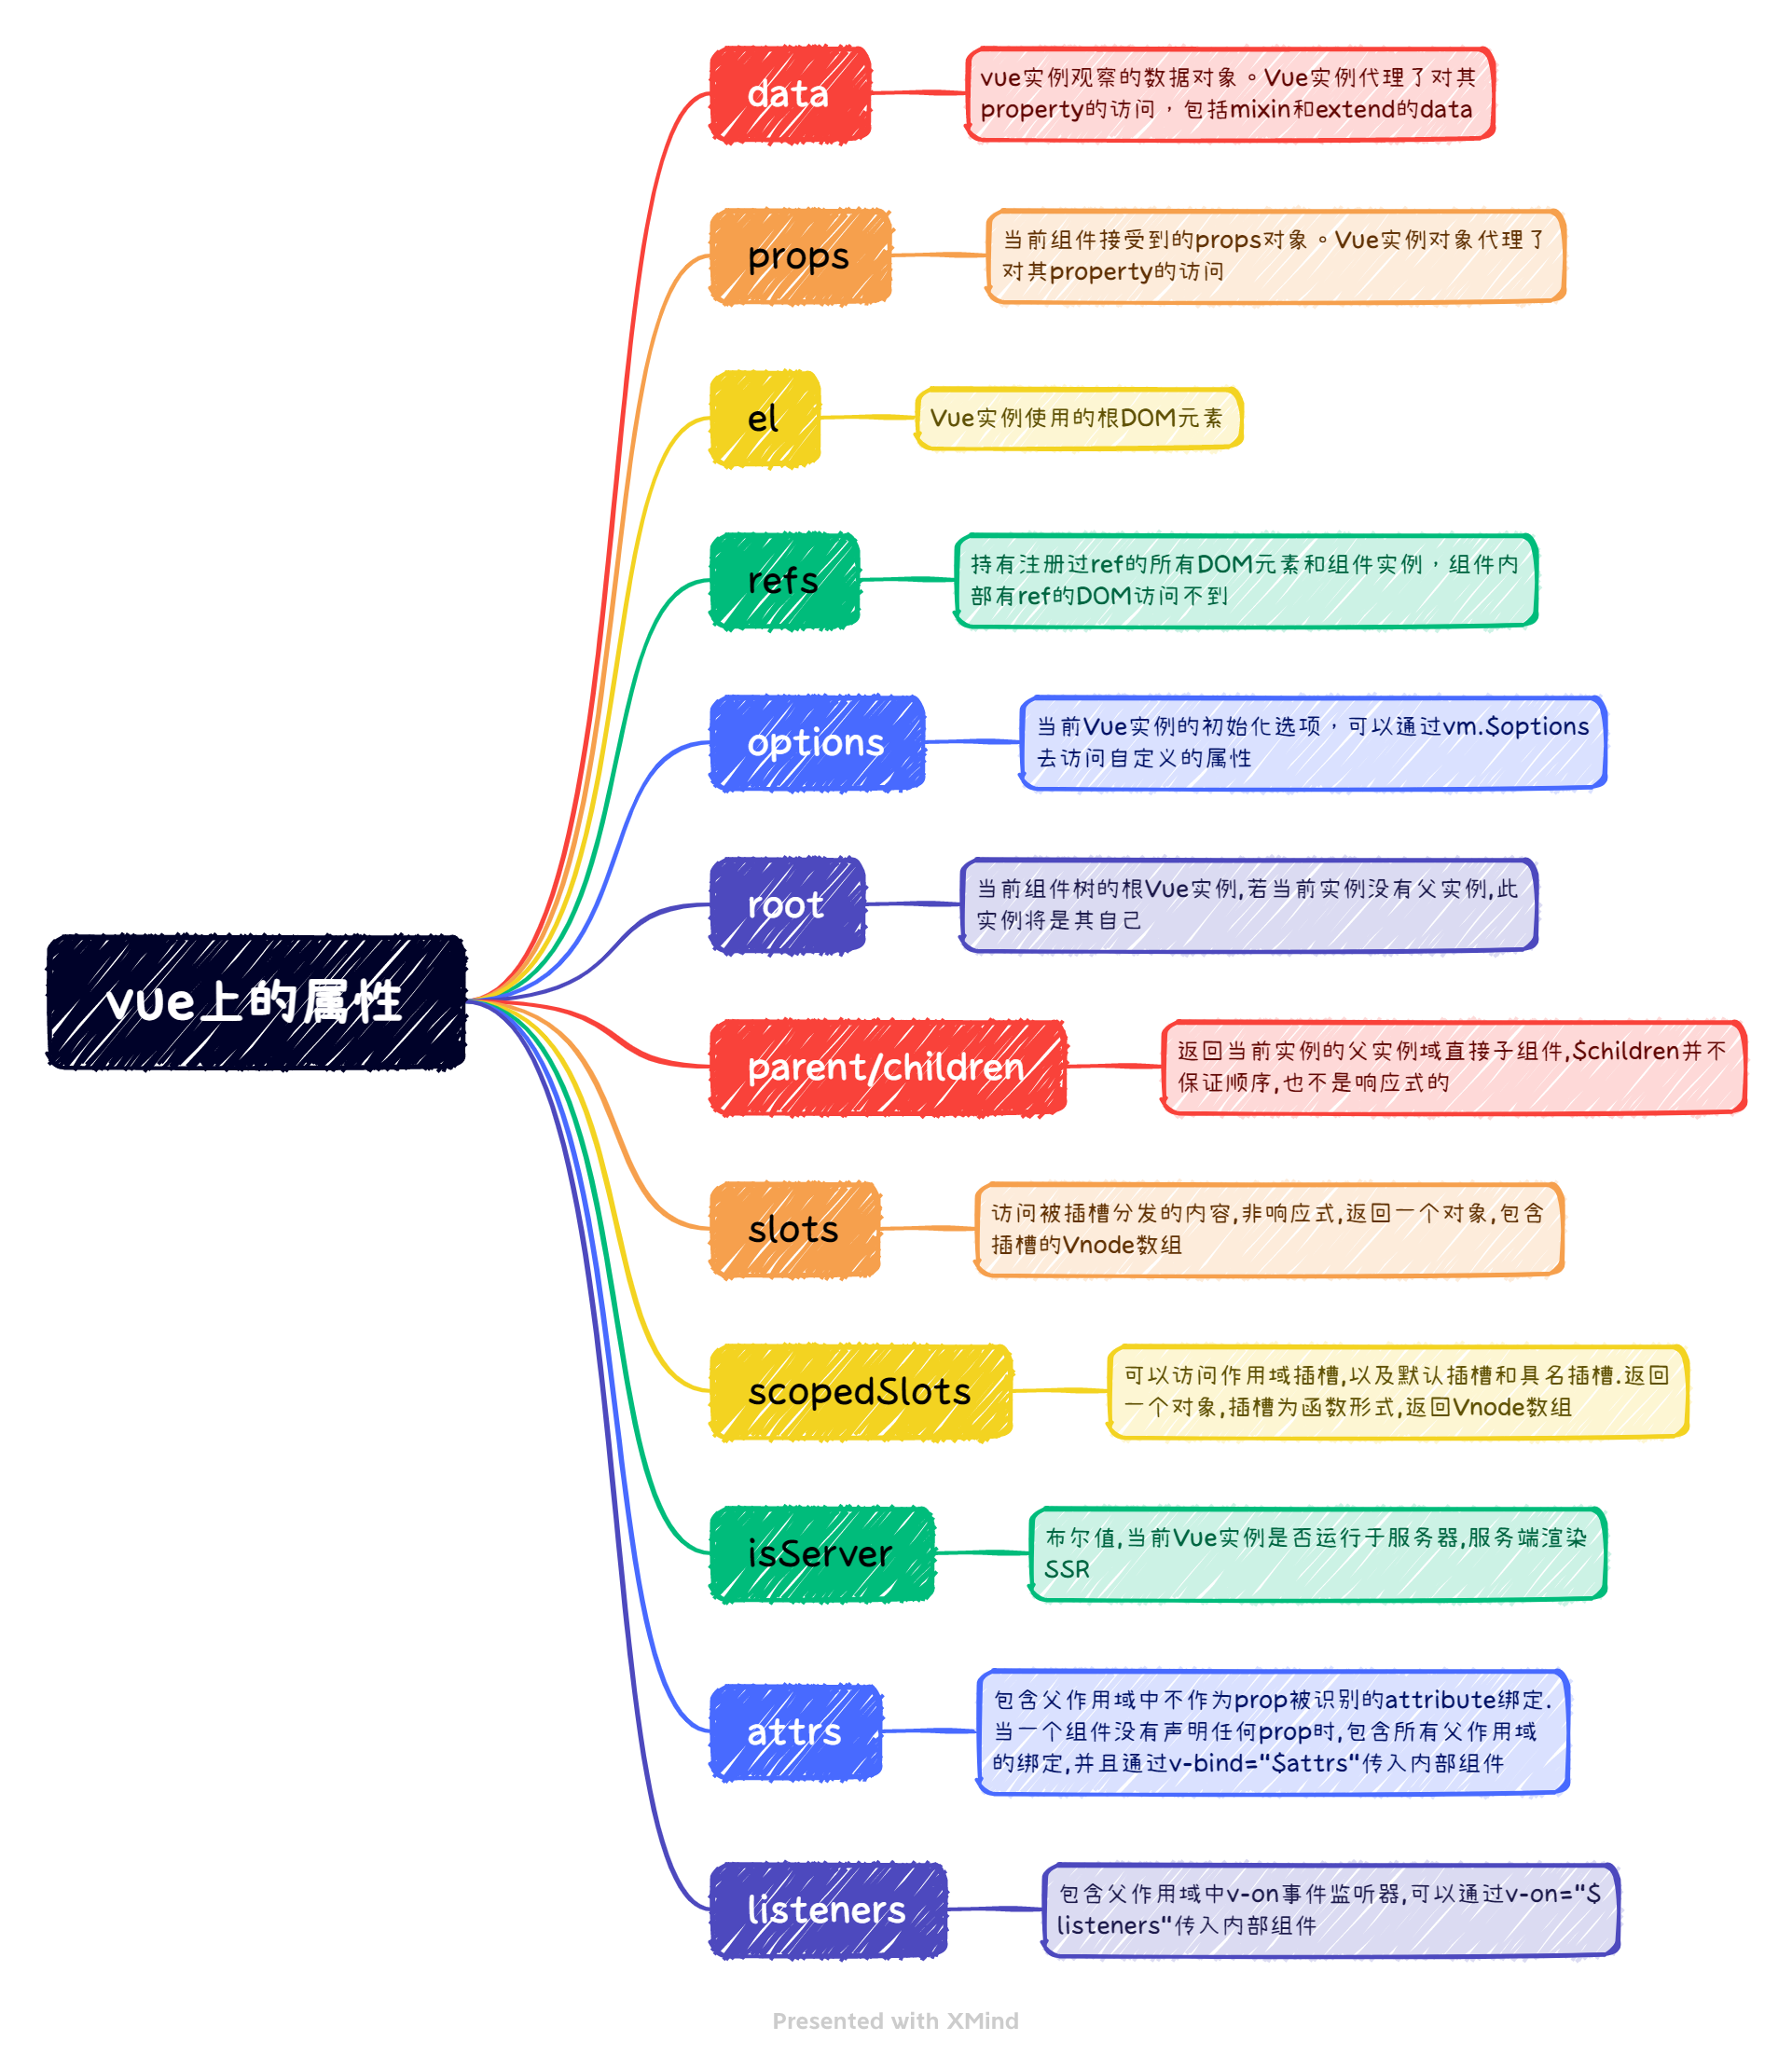 data
vue实例观察的数据对象。Vue实例代理了对其
property的访问，包括mixin和extend的data
props
当前组件接受到的props对象。Vue实例对象代理了
对其property的访问
el
Vue实例使用的根DOM元素
refs
持有注册过ref的所有DOM元素和组件实例，组件内
部有ref的DOM访问不到
options
当前Vue实例的初始化选项，可以通过vm.$options
去访问自定义的属性
root
当前组件树的根Vue实例,若当前实例没有父实例,此
实例将是其自己
vue上的属性
parent/children
返回当前实例的父实例域直接子组件,$children并不
保证顺序,也不是响应式的
slots
访问被插槽分发的内容,非响应式,返回一个对象,包含
插槽的Vnode数组
scopedSlots
可以访问作用域插槽,以及默认插槽和具名插槽.返回
一个对象,插槽为函数形式,返回Vnode数组
isServer
布尔值,当前Vue实例是否运行于服务器,服务端渲染
SSR
attrs
包含父作用域中不作为prop被识别的attribute绑定.
当一个组件没有声明任何prop时,包含所有父作用域
的绑定,并且通过v-bind="$attrs"传入内部组件
listeners
包含父作用域中v-on事件监听器,可以通过v-on="$
listeners"传入内部组件
Presented with XMind